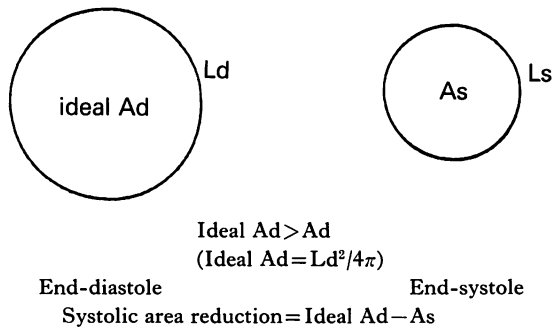 Ld
ideal Ad
Ls
As
Ideal Ad>Ad
(Ideal Ad=Ld²/4π)
End-diastole
End-systole
Systolic area reduction=Ideal Ad−As